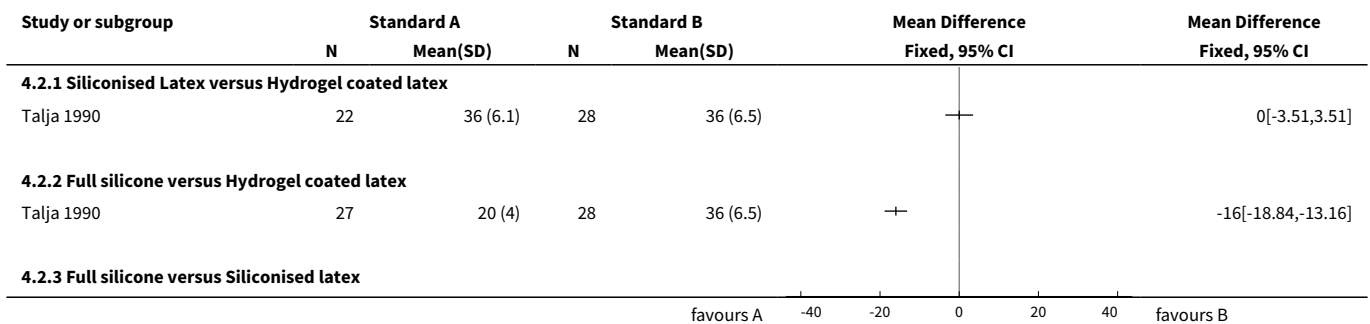 Study or subgroup Standard A Standard B Mean Difference Mean Difference
N Mean(SD) N Mean(SD) Fixed, 95% CI Fixed, 95% CI
4.2.1 Siliconised Latex versus Hydrogel coated latex
Talja 1990 22 36 (6.1) 28 36 (6.5) 0[-3.51,3.51]
4.2.2 Full silicone versus Hydrogel coated latex
Talja 1990 27 20 (4) 28 36 (6.5) -16[-18.84,-13.16]
4.2.3 Full silicone versus Siliconised latex
favours A -40 -20 0 20 40 favours B